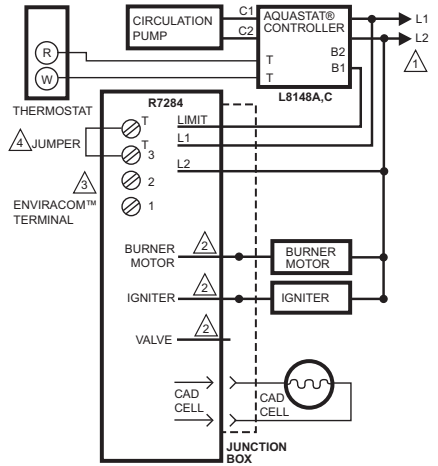 CIRCULATION
PUMP
C1
C2
AQUASTAT®
CONTROLLER
L1
L2
B2
B1
1
R
W
T
T
THERMOSTAT
L8148A,C
R7284
T
LIMIT
4
JUMPER
T
3
L1
L2
3
2
ENVIRACOM™
TERMINAL
1
BURNER
MOTOR
2
BURNER
MOTOR
IGNITER
2
IGNITER
VALVE
2
CAD
CELL
CAD
CELL
JUNCTION
BOX